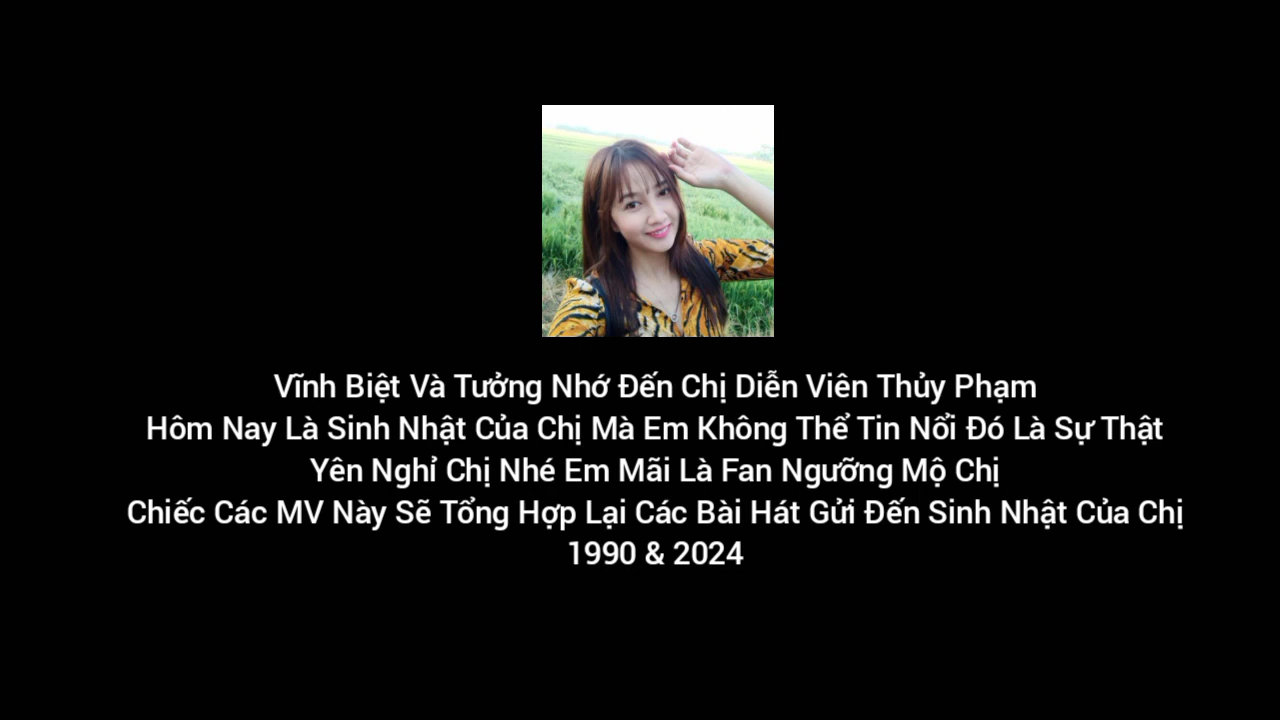 Vĩnh Biệt Và Tưởng Nhớ Đến Chị Diễn Viên Thủy Phạm
Hôm Nay Là Sinh Nhật Của Chị Mà Em Không Thể Tin Nổi Đó Là Sự Thật
Yên Nghỉ Chị Nhé Em Mãi Là Fan Ngưỡng Mộ Chị
Chiếc Các MV Này Sẽ Tổng Hợp Lại Các Bài Hát Gửi Đến Sinh Nhật Của Chị
1990 & 2024